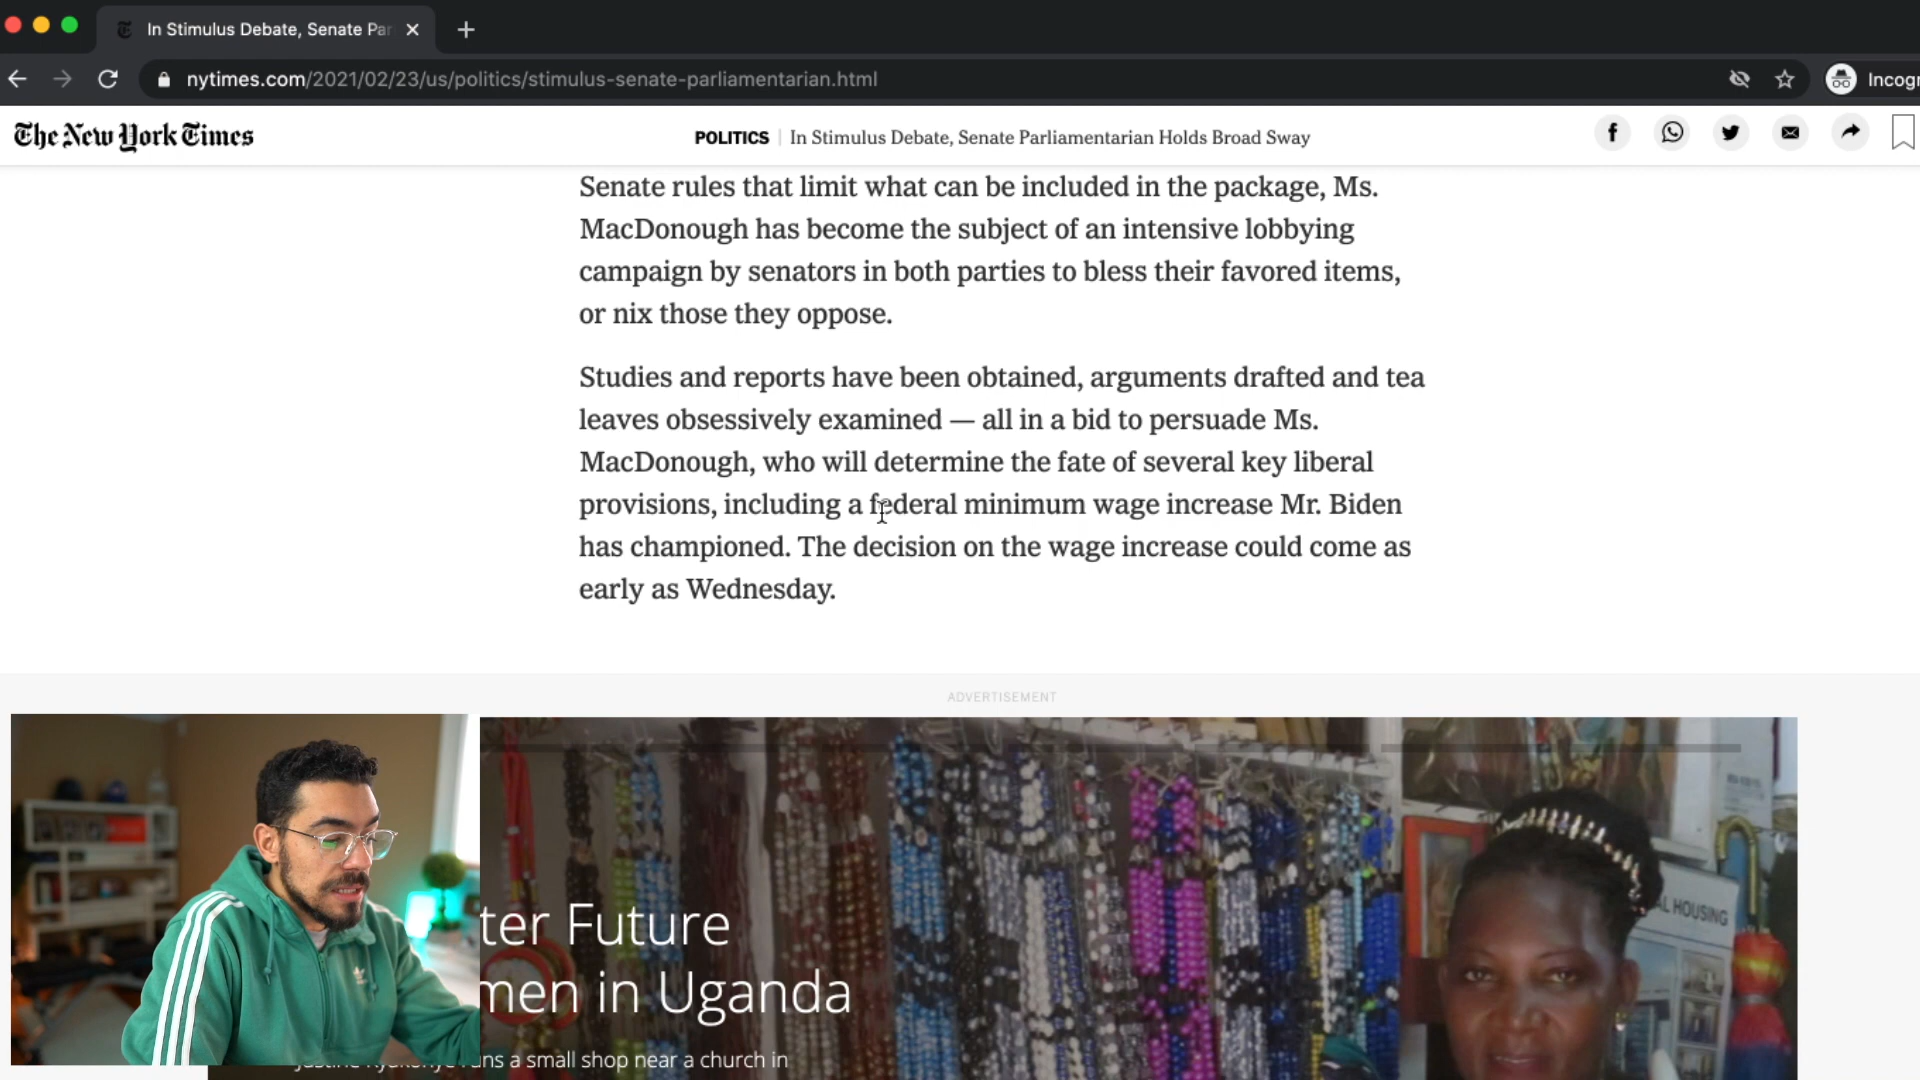 In Stimulus Debate, Senate Par
nytimes.com/2021/02/23/us/politics/stimulus-senate-parliamentarian.html
Incogn
The New York Times
POLITICS | In Stimulus Debate, Senate Parliamentarian Holds Broad Sway
Senate rules that limit what can be included in the package, Ms.
MacDonough has become the subject of an intensive lobbying
campaign by senators in both parties to bless their favored items,
or nix those they oppose.
Studies and reports have been obtained, arguments drafted and tea
leaves obsessively examined — all in a bid to persuade Ms.
MacDonough, who will determine the fate of several key liberal
provisions, including a federal minimum wage increase Mr. Biden
has championed. The decision on the wage increase could come as
early as Wednesday.
ADVERTISEMENT
HOUSING
ter Future
men in Uganda
uns a small shop near a church in